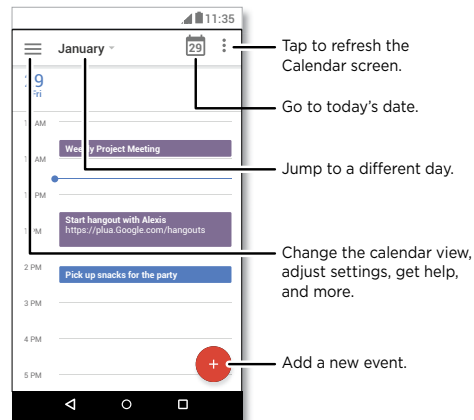 11:35
January
29
Tap to refresh the
Calendar screen.
9
Fri
Go to today's date.
AM
Weekly Project Meeting
AM
Jump to a different day.
PM
Start hangout with Alexis
https://plua.Google.com/hangouts
PM
Change the calendar view,
adjust settings, get help,
and more.
2 PM
Pick up snacks for the party
3 PM
4 PM
Add a new event.
5 PM